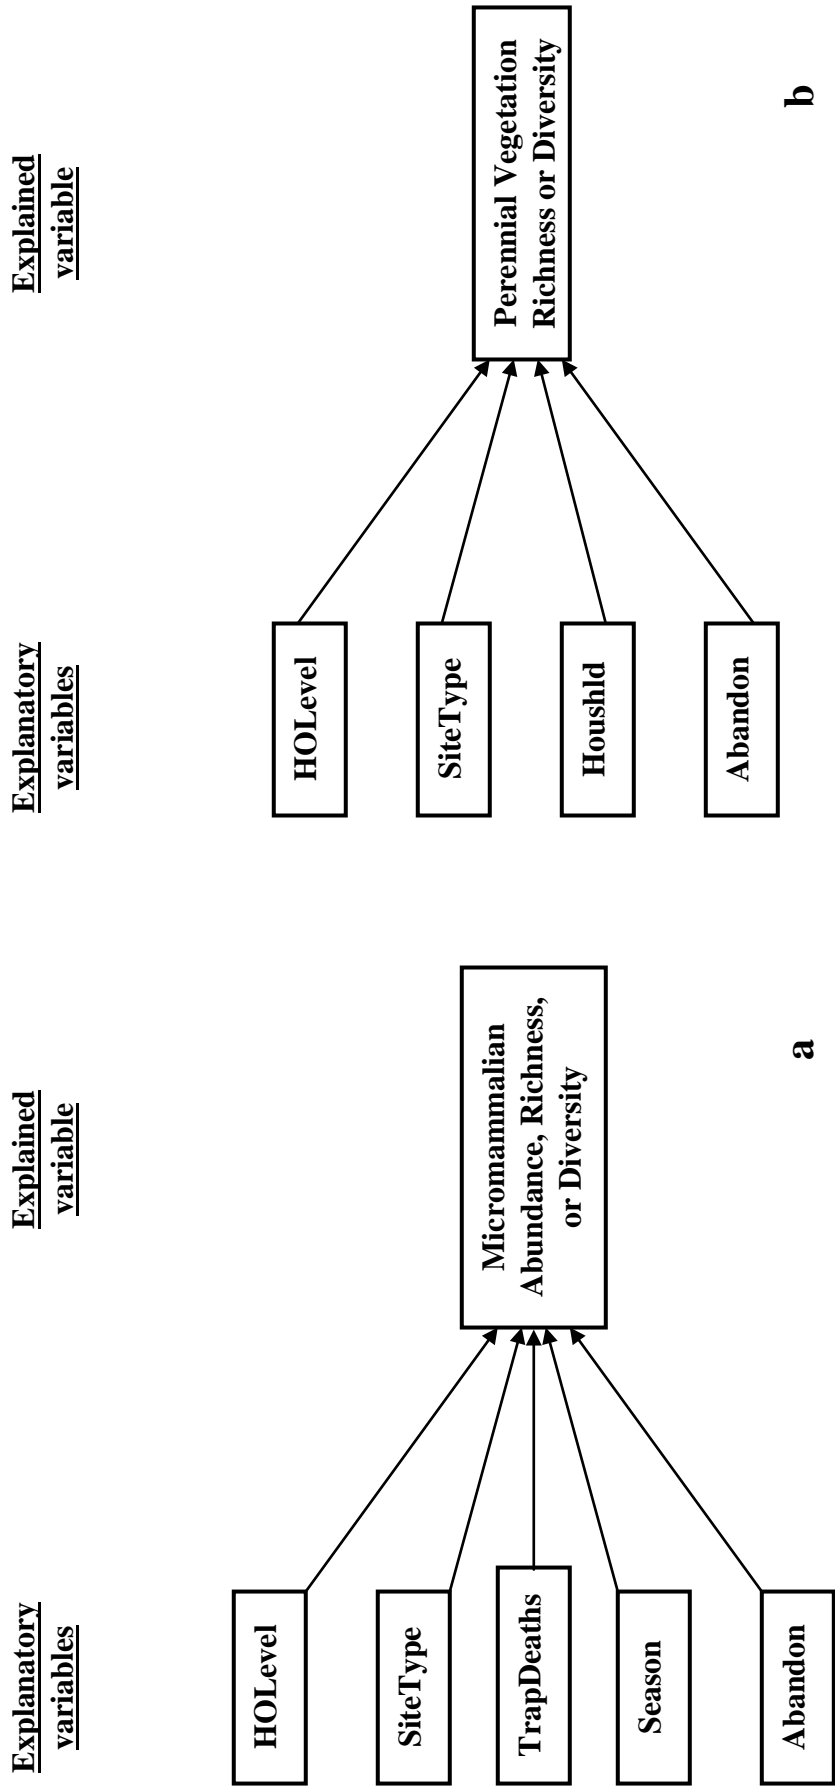 Explanatory
variables
Explained
variable
HOLevel
SiteType
TrapDeaths
Season
Abandon
Micromammalian
Abundance, Richness,
or Diversity
a
Explanatory
variables
Explained
variable
HOLevel
SiteType
Houshld
Abandon
Perennial Vegetation
Richness or Diversity
b